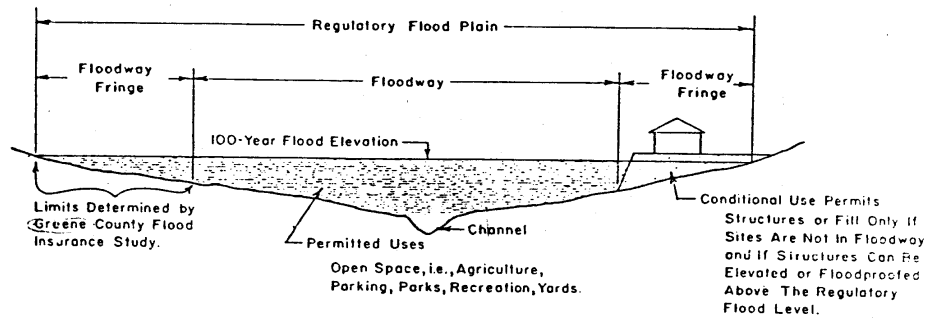 Regulatory Flood Plain
Floodway
Fringe
Floodway
Floodway
Fringe
100-Year Flood Elevation
Limits Determined by
Greene County Flood
Insurance Study.
Permitted Uses
Open Space, i.e., Agriculture,
Parking, Parks, Recreation, Yards.
Channel
Conditional Use Permits
Structures or Fill Only If
Sites Are Not In Floodway
and if Structures Can Be
Elevated or Floodproofed
Above The Regulatory
Flood Level.